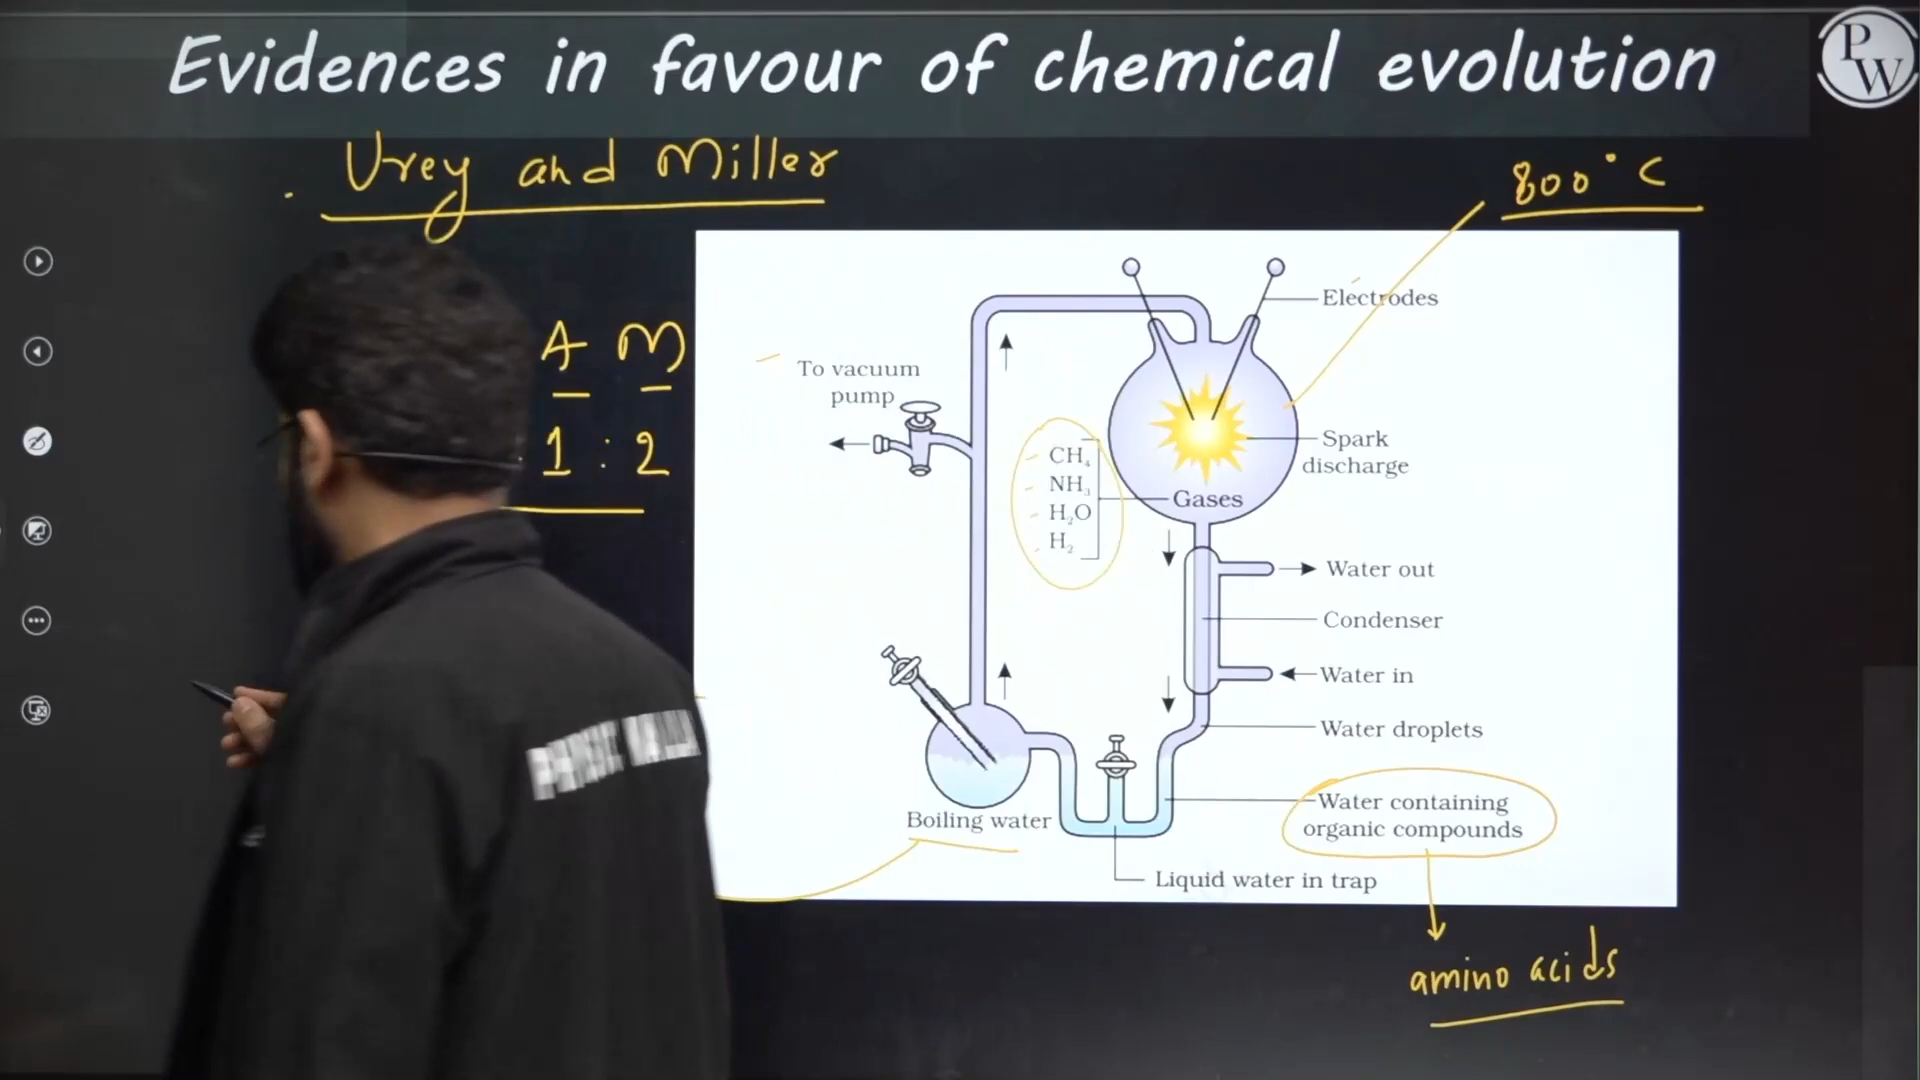 Evidences in favour of chemical evolution
PW
Urey and Miller
800°C
A M
1 : 2
Electrodes
To vacuum
pump
Spark
discharge
CH₄
NH₃
H₂O
H₂
Gases
Water out
Condenser
Water in
Water droplets
Water containing
organic compounds
Boiling water
Liquid water in trap
amino acids